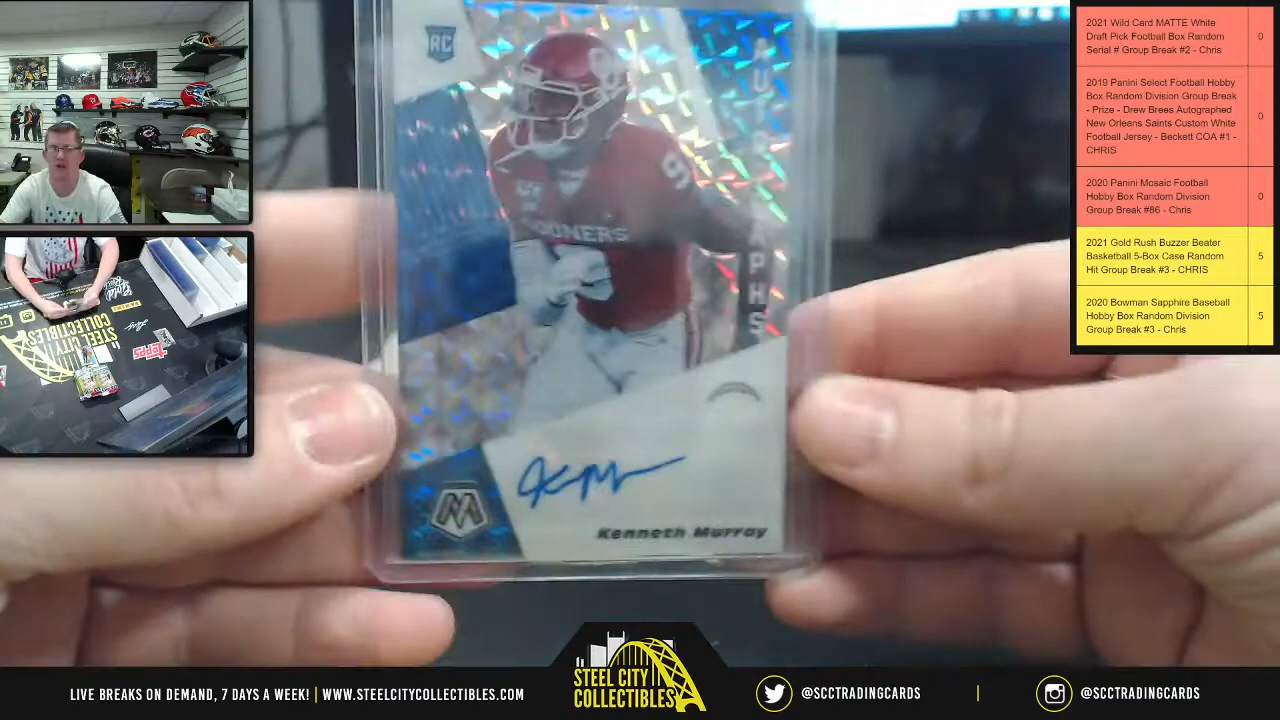 RC
AUT
APHS
9
SOONERS
Kenneth Murray
STEEL CITY
COLLECTIBLES
PANINI
Topps
2021 Wild Card MATTE White
Draft Pick Football Box Random
Serial # Group Break #2 - Chris
0
2019 Panini Select Football Hobby
Box Random Division Group Break
- Prize - Drew Brees Autographed
New Orleans Saints Custom White
Football Jersey - Beckett COA #1 -
CHRIS
0
2020 Panini Mosaic Football
Hobby Box Random Division
Group Break #86 - Chris
0
2021 Gold Rush Buzzer Beater
Basketball 5-Box Case Random
Hit Group Break #3 - CHRIS
5
2020 Bowman Sapphire Baseball
Hobby Box Random Division
Group Break #3 - Chris
5
LIVE BREAKS ON DEMAND, 7 DAYS A WEEK! | WWW.STEELCITYCOLLECTIBLES.COM
STEEL CITY
COLLECTIBLES
@SCCTRADINGCARDS
|
@SCCTRADINGCARDS